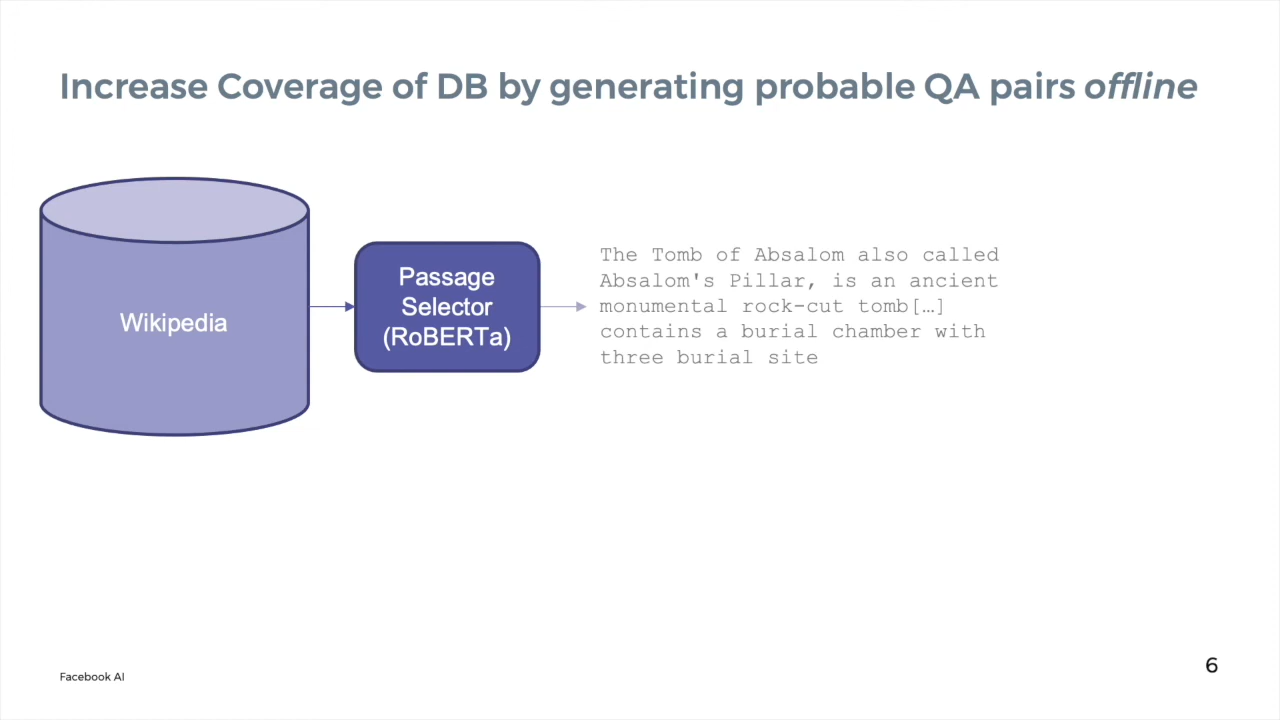 Increase Coverage of DB by generating probable QA pairs offline
Wikipedia
Passage
Selector
(RoBERTa)
The Tomb of Absalom also called
Absalom's Pillar, is an ancient
monumental rock-cut tomb[…]
contains a burial chamber with
three burial site
Facebook AI
6